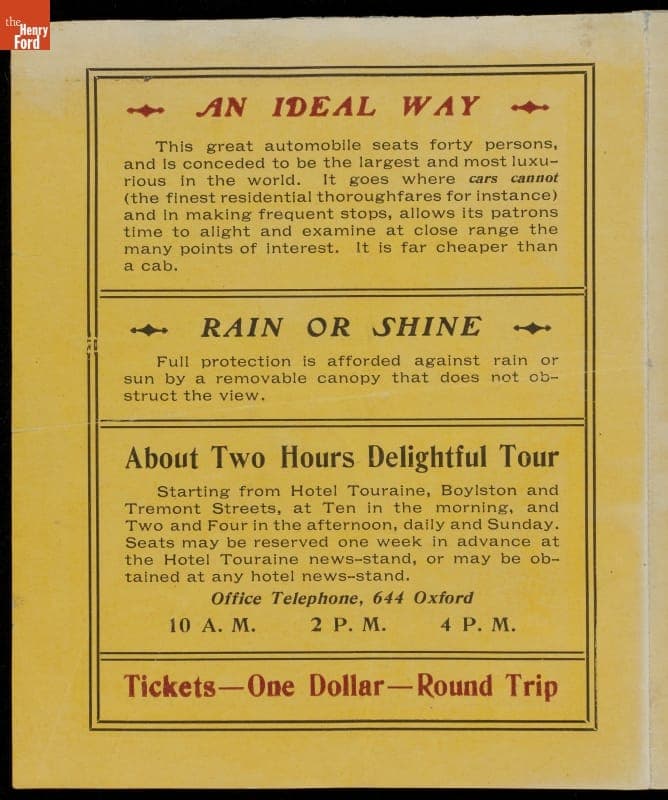 the
Henry
Ford
AN IDEAL WAY
This great automobile seats forty persons,
and is conceded to be the largest and most luxu-
rious in the world. It goes where cars cannot
(the finest residential thoroughfares for instance)
and in making frequent stops, allows its patrons
time to alight and examine at close range the
many points of interest. It is far cheaper than
a cab.
RAIN OR SHINE
Full protection is afforded against rain or
sun by a removable canopy that does not ob-
struct the view.
About Two Hours Delightful Tour
Starting from Hotel Touraine, Boylston and
Tremont Streets, at Ten in the morning, and
Two and Four in the afternoon, daily and Sunday.
Seats may be reserved one week in advance at
the Hotel Touraine news-stand, or may be ob-
tained at any hotel news-stand.
Office Telephone, 644 Oxford
10 A. M. 2 P. M. 4 P. M.
Tickets—One Dollar—Round Trip